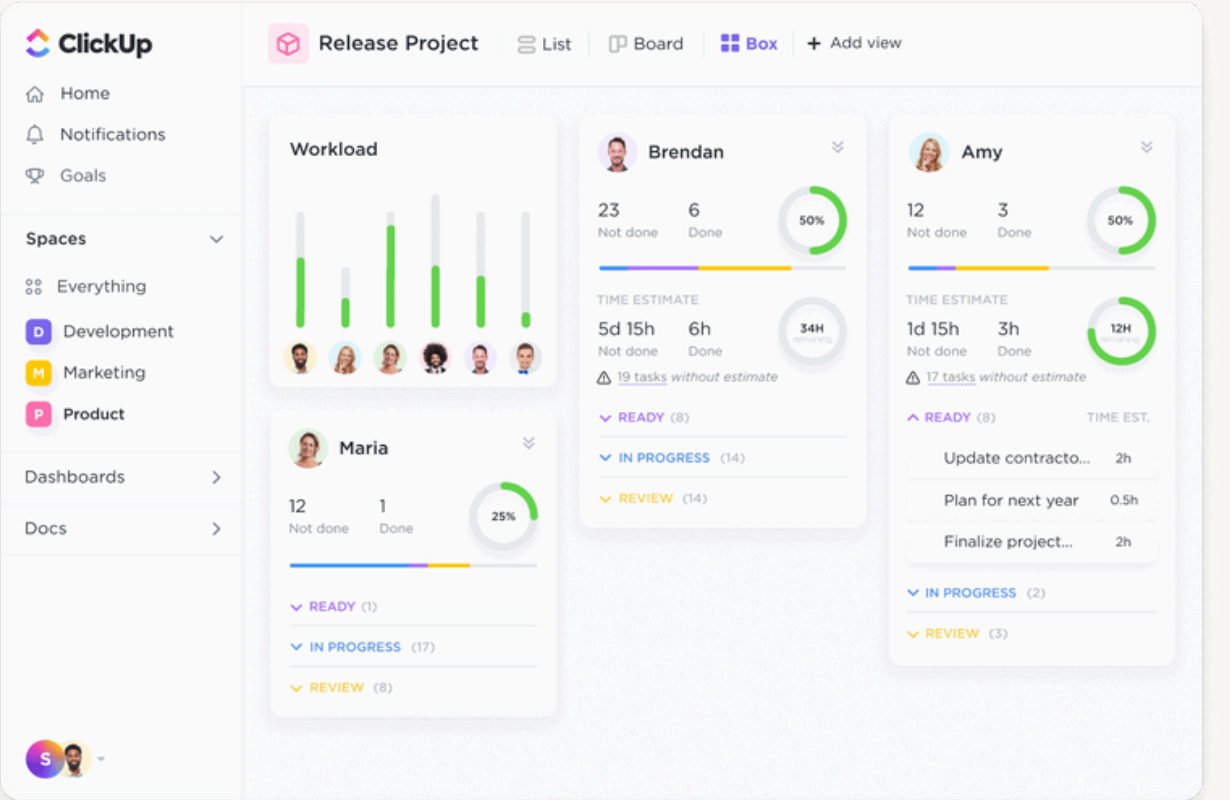 ClickUp
Home
Notifications
Goals
Spaces
Everything
D Development
M Marketing
P Product
Dashboards
Docs
S
Release Project
List
Board
Box
+ Add view
Workload
Maria
12 1
Not done Done
25%
READY (1)
IN PROGRESS (17)
REVIEW (8)
Brendan
23 6
Not done Done
50%
TIME ESTIMATE
5d 15h 6h
Not done Done
34H
remaining
19 tasks without estimate
READY (8)
IN PROGRESS (14)
REVIEW (14)
Amy
12 3
Not done Done
50%
TIME ESTIMATE
1d 15h 3h
Not done Done
12H
remaining
17 tasks without estimate
READY (8) TIME EST.
Update contracto... 2h
Plan for next year 0.5h
Finalize project... 2h
IN PROGRESS (2)
REVIEW (3)